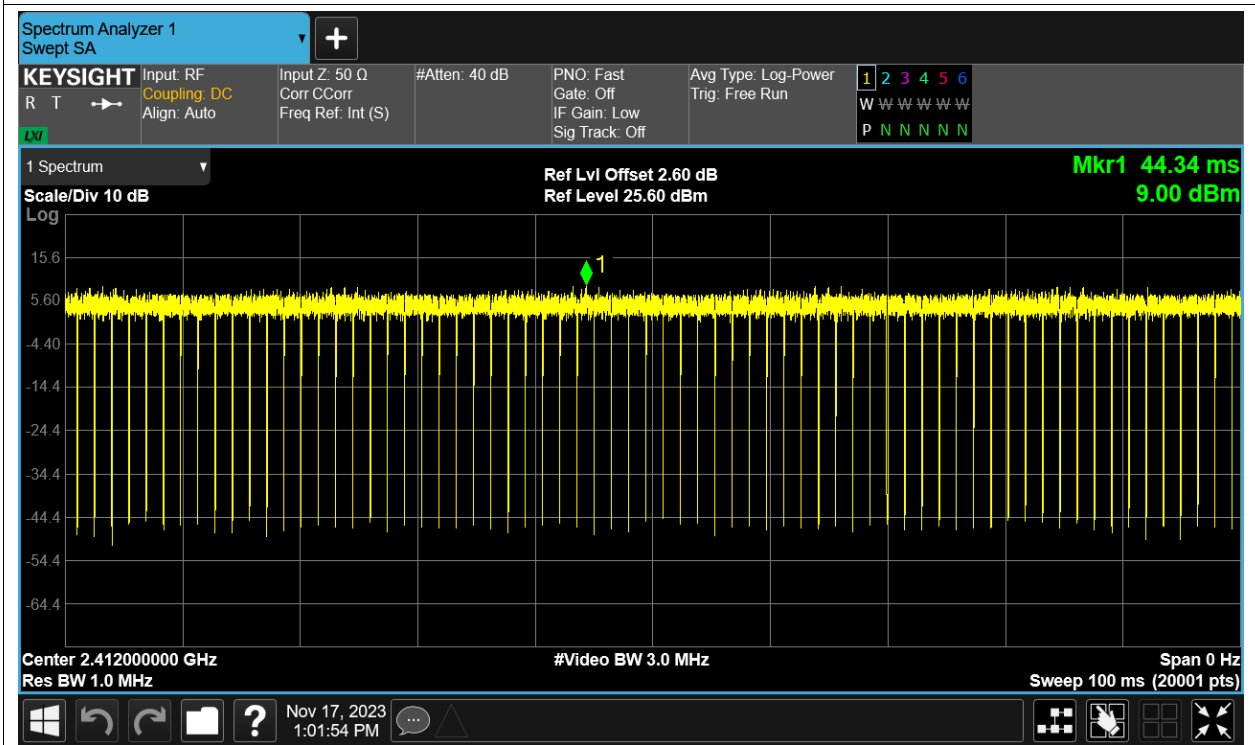 Spectrum Analyzer 1
Swept SA
+
KEYSIGHT
R T
LXI
Input: RF
Coupling: DC
Align: Auto
Input Z: 50 Ω
Corr CCorr
Freq Ref: Int (S)
#Atten: 40 dB
PNO: Fast
Gate: Off
IF Gain: Low
Sig Track: Off
Avg Type: Log-Power
Trig: Free Run
1 2 3 4 5 6
W W W W W W
P N N N N N
1 Spectrum
Scale/Div 10 dB
Log
Ref Lvl Offset 2.60 dB
Ref Level 25.60 dBm
Mkr1 44.34 ms
9.00 dBm
1
15.6
5.60
-4.40
-14.4
-24.4
-34.4
-44.4
-54.4
-64.4
Center 2.412000000 GHz
Res BW 1.0 MHz
#Video BW 3.0 MHz
Span 0 Hz
Sweep 100 ms (20001 pts)
?
Nov 17, 2023
1:01:54 PM